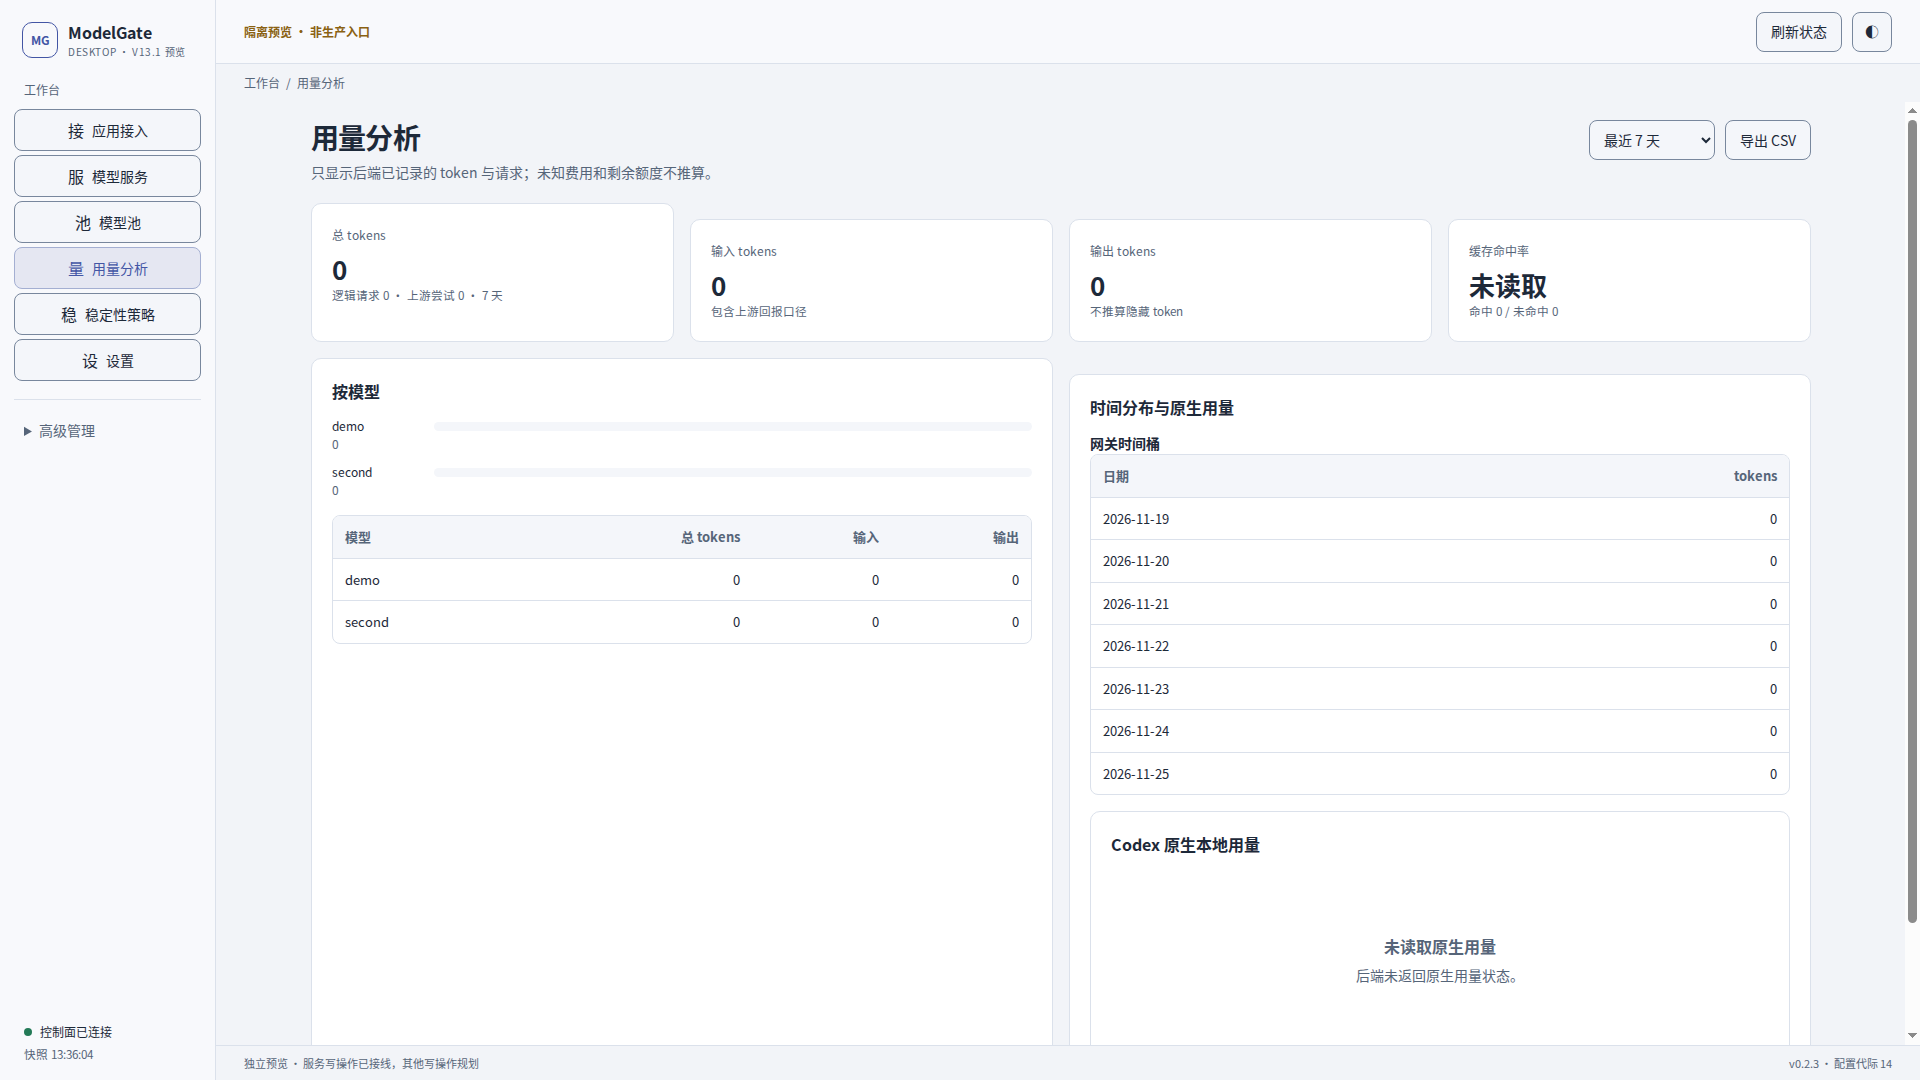 MG
ModelGate
DESKTOP · V13.1 预览
工作台
接 应用接入
服 模型服务
池 模型池
量 用量分析
稳 稳定性策略
设 设置
高级管理
控制面已连接
快照 13:36:04
隔离预览 · 非生产入口
刷新状态
工作台 / 用量分析
用量分析
只显示后端已记录的 token 与请求；未知费用和剩余额度不推算。
最近 7 天
导出 CSV
总 tokens
0
逻辑请求 0 · 上游尝试 0 · 7 天
输入 tokens
0
包含上游回报口径
输出 tokens
0
不推算隐藏 token
缓存命中率
未读取
命中 0 / 未命中 0
按模型
demo
0
second
0
模型 总 tokens 输入 输出
demo 0 0 0
second 0 0 0
时间分布与原生用量
网关时间桶
日期 tokens
2026-11-19 0
2026-11-20 0
2026-11-21 0
2026-11-22 0
2026-11-23 0
2026-11-24 0
2026-11-25 0
Codex 原生本地用量
未读取原生用量
后端未返回原生用量状态。
独立预览 · 服务写操作已接线，其他写操作规划
v0.2.3 · 配置代际 14